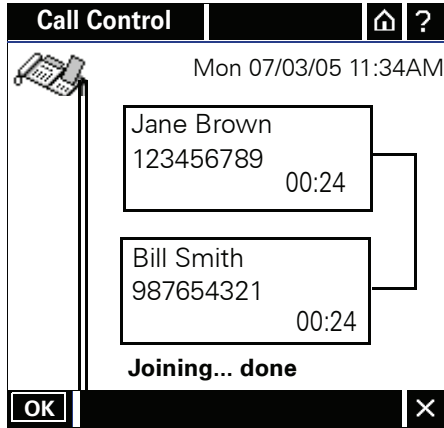 Call Control ?
Mon 07/03/05 11:34AM
Jane Brown
123456789
00:24
Bill Smith
987654321
00:24
Joining... done
OK